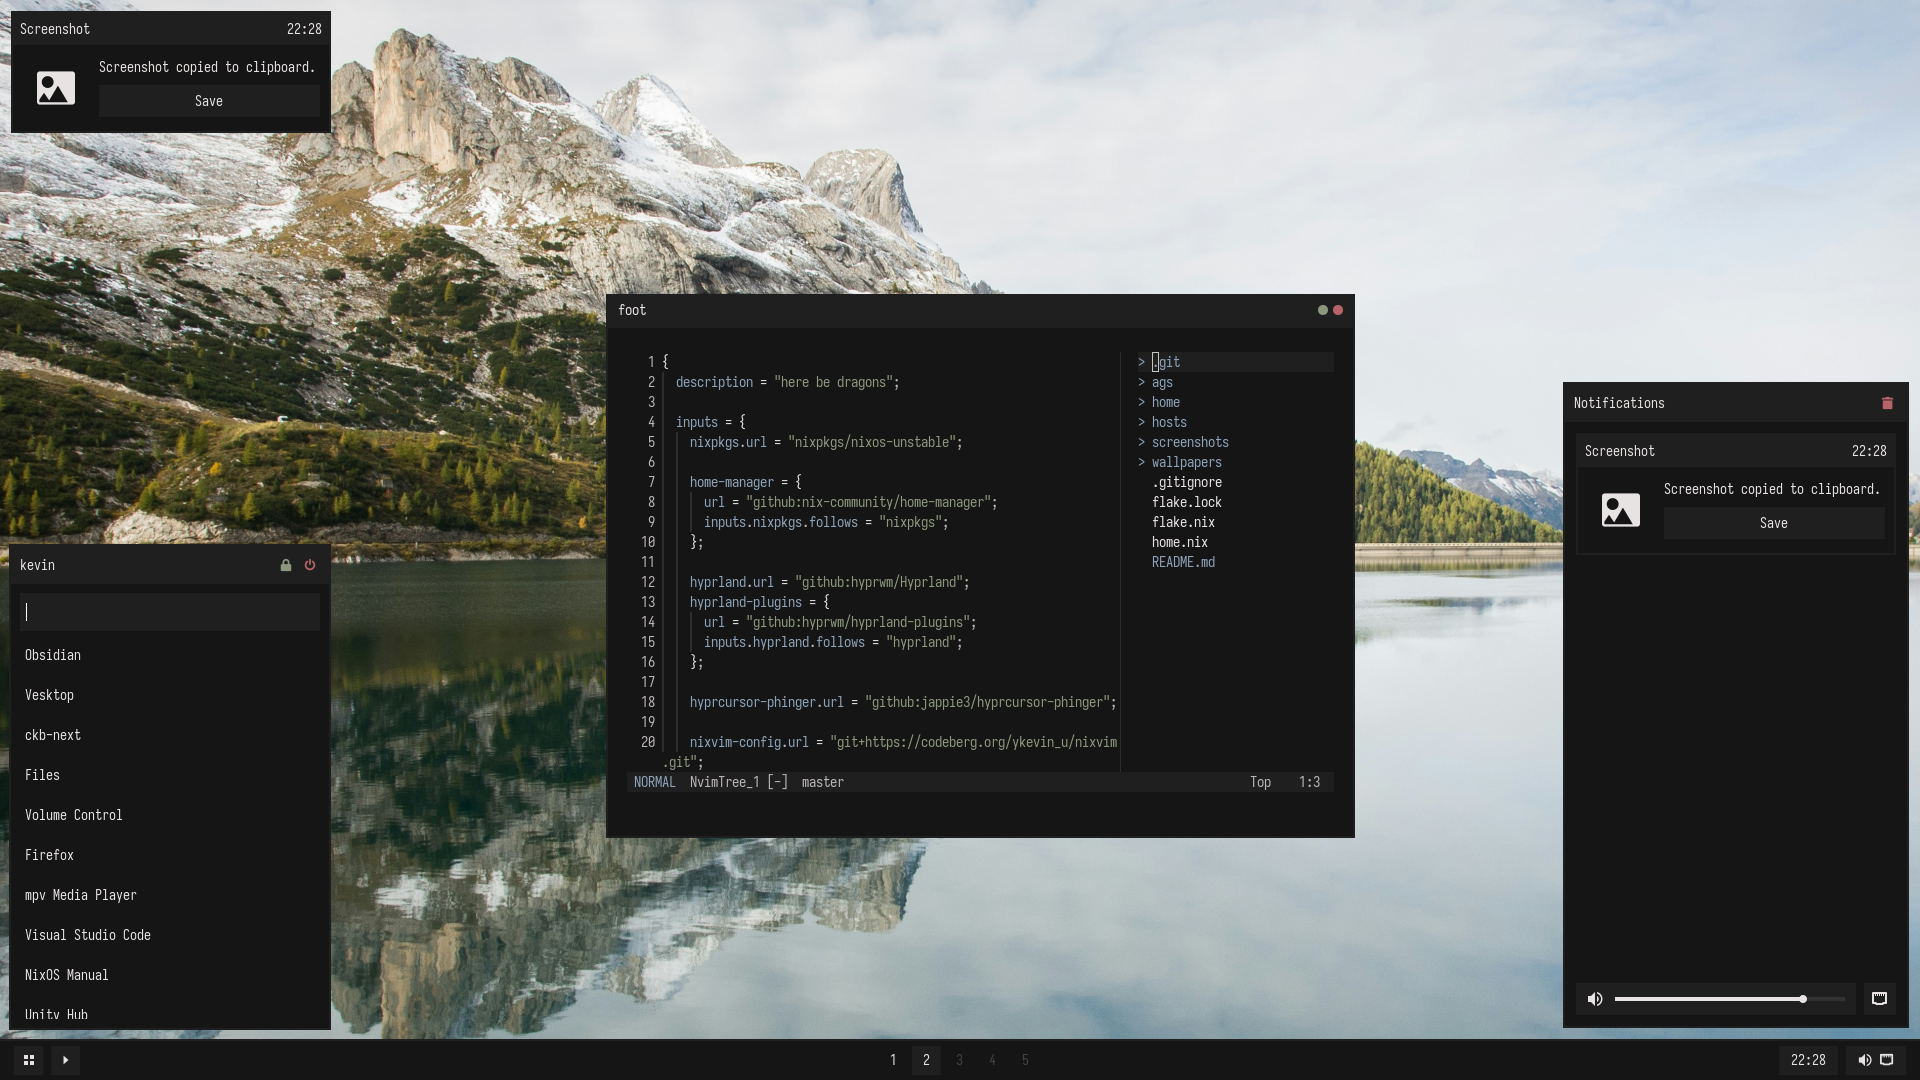 Screenshot 22:28
Screenshot copied to clipboard.
Save
foot
1 {
2 description = "here be dragons";
3
4 inputs = {
5 nixpkgs.url = "nixpkgs/nixos-unstable";
6
7 home-manager = {
8 url = "github:nix-community/home-manager";
9 inputs.nixpkgs.follows = "nixpkgs";
10 };
11
12 hyprland.url = "github:hyprwm/Hyprland";
13 hyprland-plugins = {
14 url = "github:hyprwm/hyprland-plugins";
15 inputs.hyprland.follows = "hyprland";
16 };
17
18 hyprcursor-phinger.url = "github:jappie3/hyprcursor-phinger";
19
20 nixvim-config.url = "git+https://codeberg.org/ykevin_u/nixvim
.git";
> .git
> ags
> home
> hosts
> screenshots
> wallpapers
.gitignore
flake.lock
flake.nix
home.nix
README.md
NORMAL NvimTree_1 [-] master Top 1:3
Notifications
Screenshot 22:28
Screenshot copied to clipboard.
Save
kevin
Obsidian
Vesktop
ckb-next
Files
Volume Control
Firefox
mpv Media Player
Visual Studio Code
NixOS Manual
Unity Hub
1 2 3 4 5
22:28